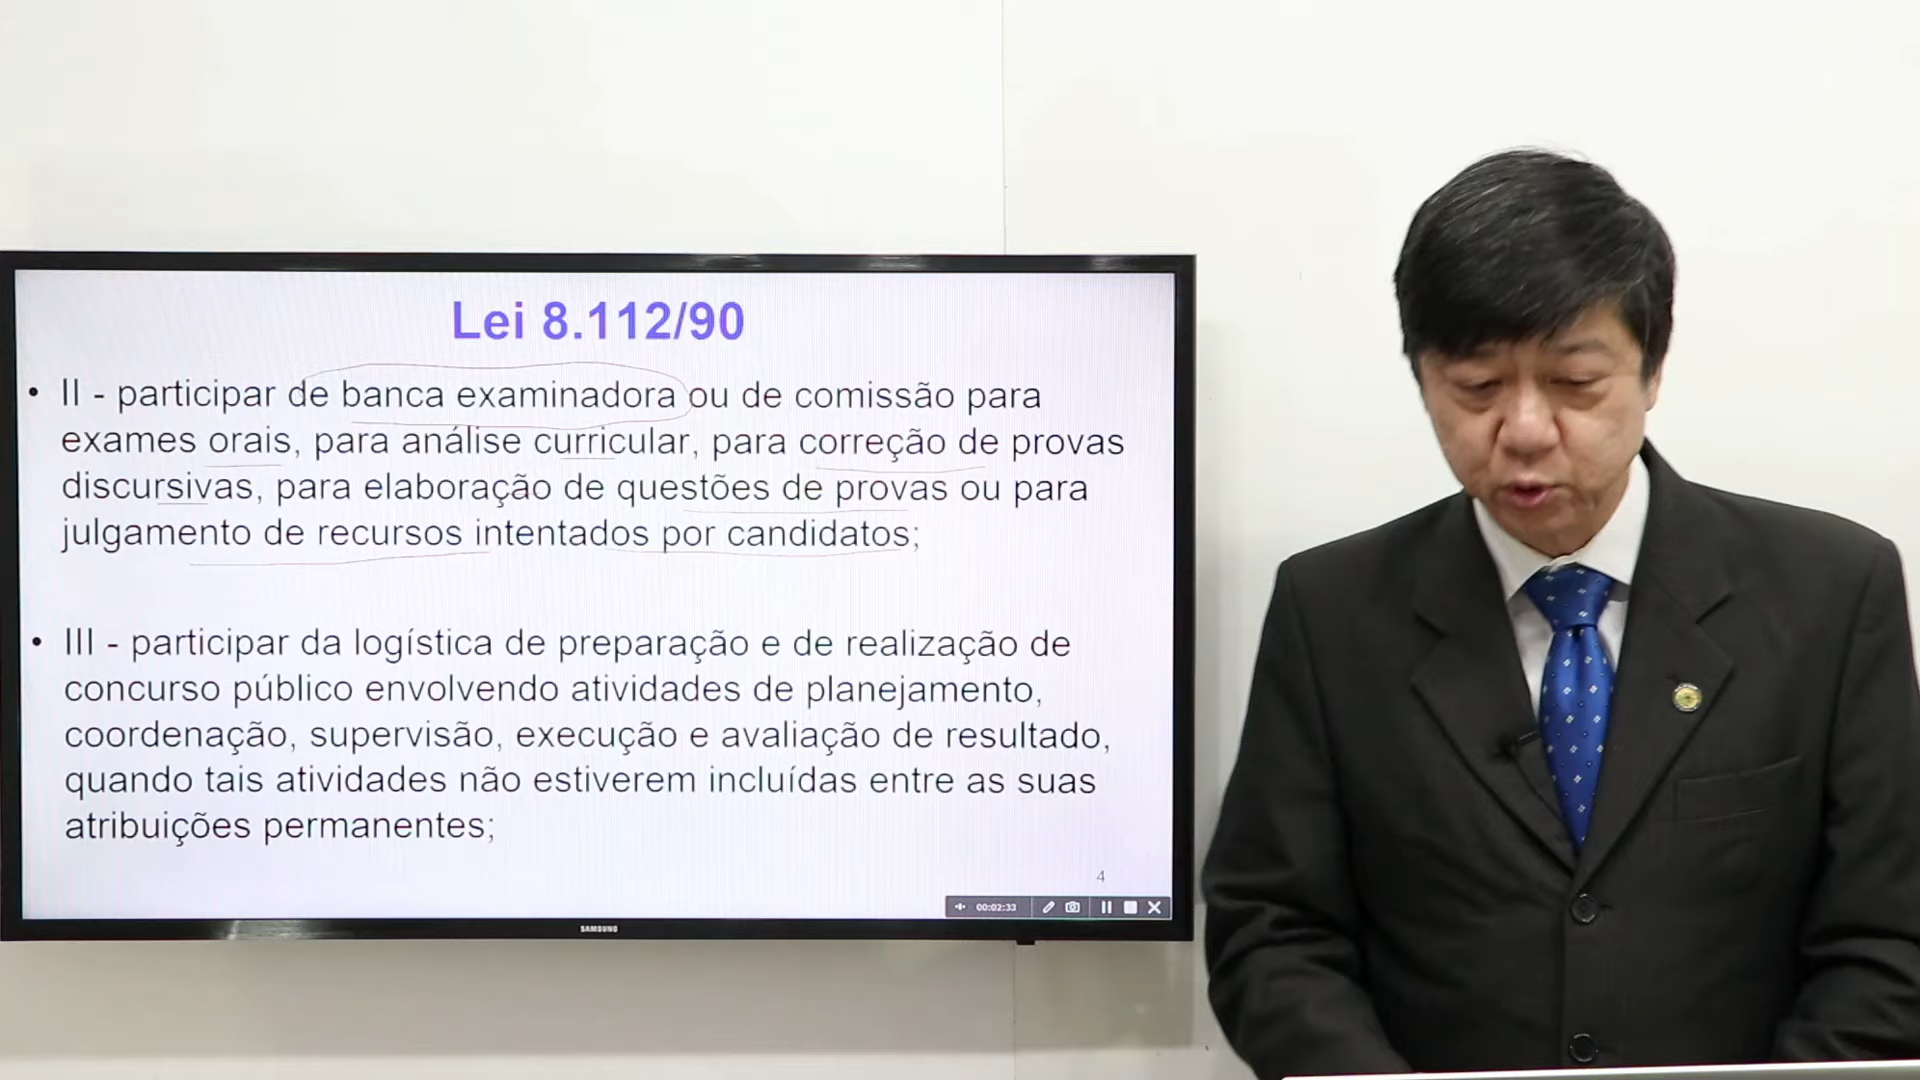 Lei 8.112/90
• II - participar de banca examinadora ou de comissão para
exames orais, para análise curricular, para correção de provas
discursivas, para elaboração de questões de provas ou para
julgamento de recursos intentados por candidatos;
• III - participar da logística de preparação e de realização de
concurso público envolvendo atividades de planejamento,
coordenação, supervisão, execução e avaliação de resultado,
quando tais atividades não estiverem incluídas entre as suas
atribuições permanentes;
4
00:02:33
SAMSUNG